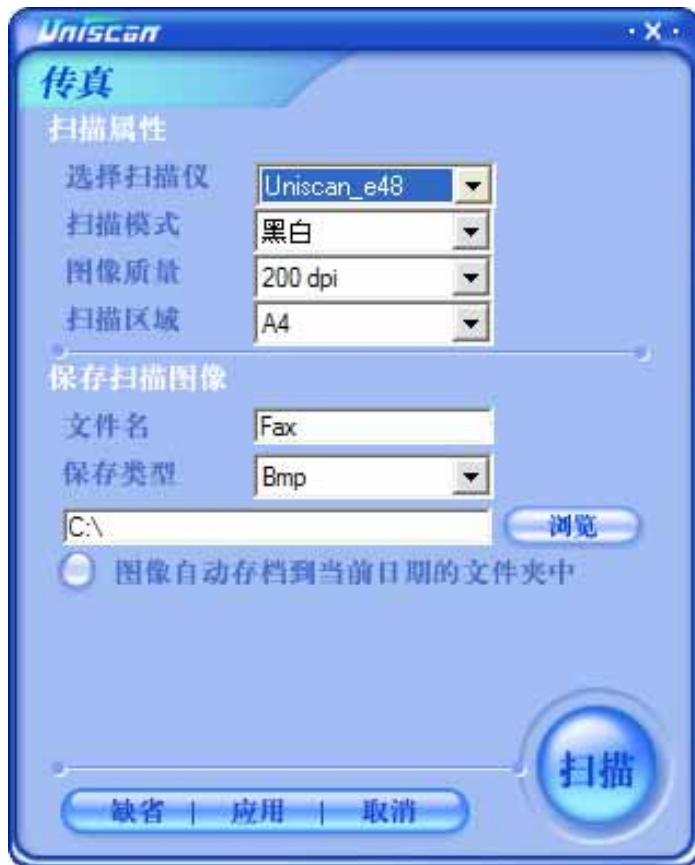 Uniscan
传真
扫描属性
选择扫描仪 Uniscan_e48
扫描模式 黑白
图像质量 200 dpi
扫描区域 A4
保存扫描图像
文件名 Fax
保存类型 Bmp
C:\ 浏览
图像自动存档到当前日期的文件夹中
扫描
缺省 | 应用 | 取消